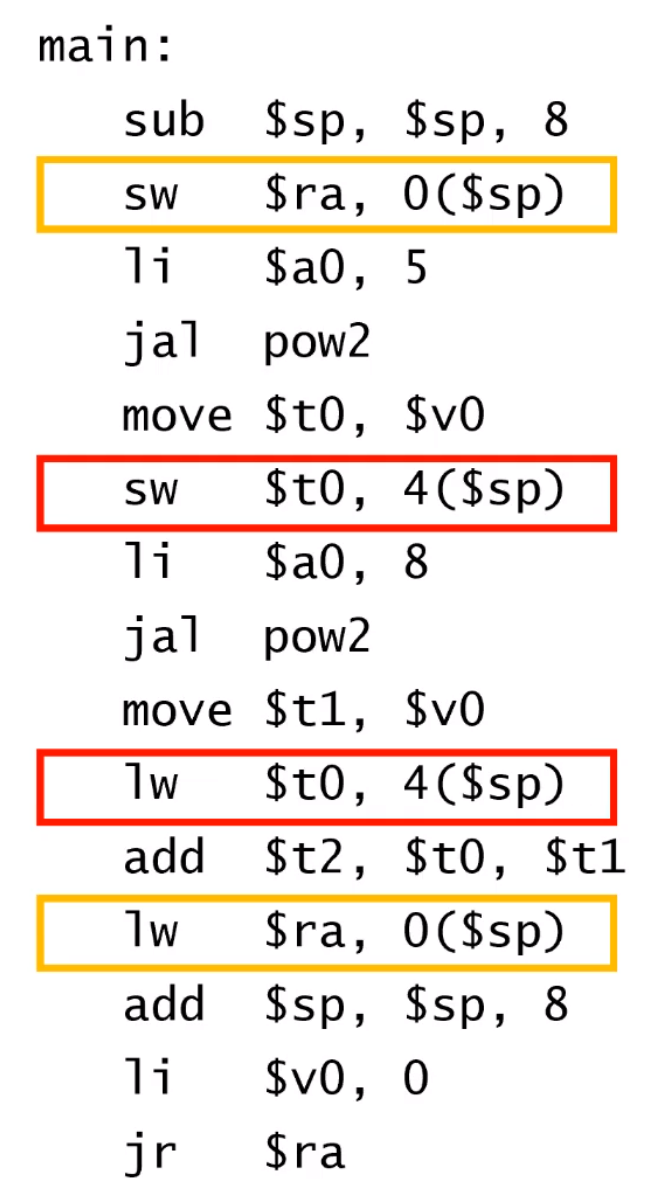 main:
sub $sp, $sp, 8
sw $ra, 0($sp)
li $a0, 5
jal pow2
move $t0, $v0
sw $t0, 4($sp)
li $a0, 8
jal pow2
move $t1, $v0
lw $t0, 4($sp)
add $t2, $t0, $t1
lw $ra, 0($sp)
add $sp, $sp, 8
li $v0, 0
jr $ra